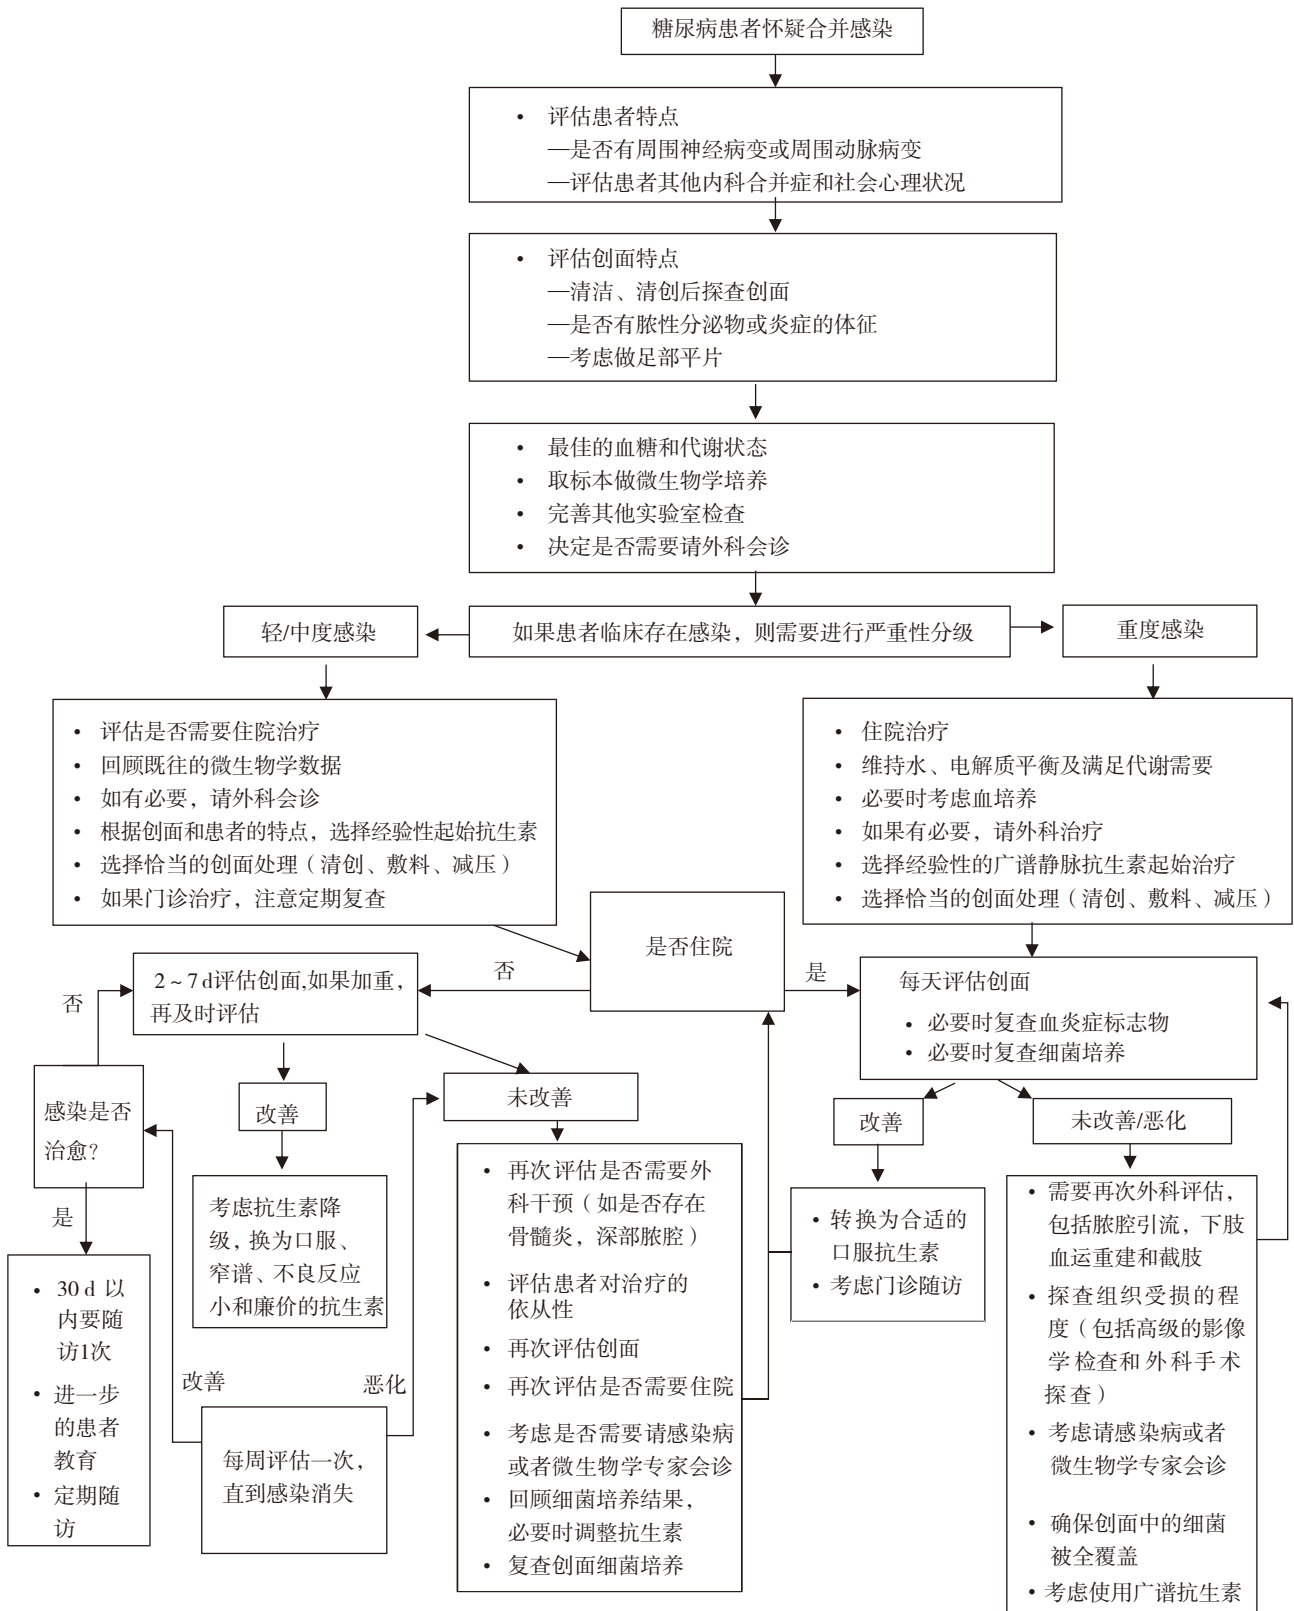 糖尿病患者怀疑合并感染
• 评估患者特点
—是否有周围神经病变或周围动脉病变
—评估患者其他内科合并症和社会心理状况
• 评估创面特点
—清洁、清创后探查创面
—是否有脓性分泌物或炎症的体征
—考虑做足部平片
• 最佳的血糖和代谢状态
• 取标本做微生物学培养
• 完善其他实验室检查
• 决定是否需要请外科会诊
轻/中度感染
如果患者临床存在感染，则需要进行严重性分级
重度感染
• 评估是否需要住院治疗
• 回顾既往的微生物学数据
• 如有必要，请外科会诊
• 根据创面和患者的特点，选择经验性起始抗生素
• 选择恰当的创面处理（清创、敷料、减压）
• 如果门诊治疗，注意定期复查
• 住院治疗
• 维持水、电解质平衡及满足代谢需要
• 必要时考虑血培养
• 如果有必要，请外科治疗
• 选择经验性的广谱静脉抗生素起始治疗
• 选择恰当的创面处理（清创、敷料、减压）
是否住院
否
是
2～7 d评估创面,如果加重，
再及时评估
每天评估创面
• 必要时复查血炎症标志物
• 必要时复查细菌培养
否
感染是否
治愈？
改善
未改善
改善
未改善/恶化
是
考虑抗生素降
级，换为口服、
窄谱、不良反应
小和廉价的抗生素
• 30 d 以
内要随
访1次
• 进一步
的患者
教育
• 定期随
访
改善
恶化
每周评估一次，
直到感染消失
• 再次评估是否需要外
科干预（如是否存在
骨髓炎，深部脓腔）
• 评估患者对治疗的
依从性
• 再次评估创面
• 再次评估是否需要住院
• 考虑是否需要请感染病
或者微生物学专家会诊
• 回顾细菌培养结果，
必要时调整抗生素
• 复查创面细菌培养
• 转换为合适的
口服抗生素
• 考虑门诊随访
• 需要再次外科评估，
包括脓腔引流，下肢
血运重建和截肢
• 探查组织受损的程
度（包括高级的影像
学检查和外科手术
探查）
• 考虑请感染病或者
微生物学专家会诊
• 确保创面中的细菌
被全覆盖
• 考虑使用广谱抗生素